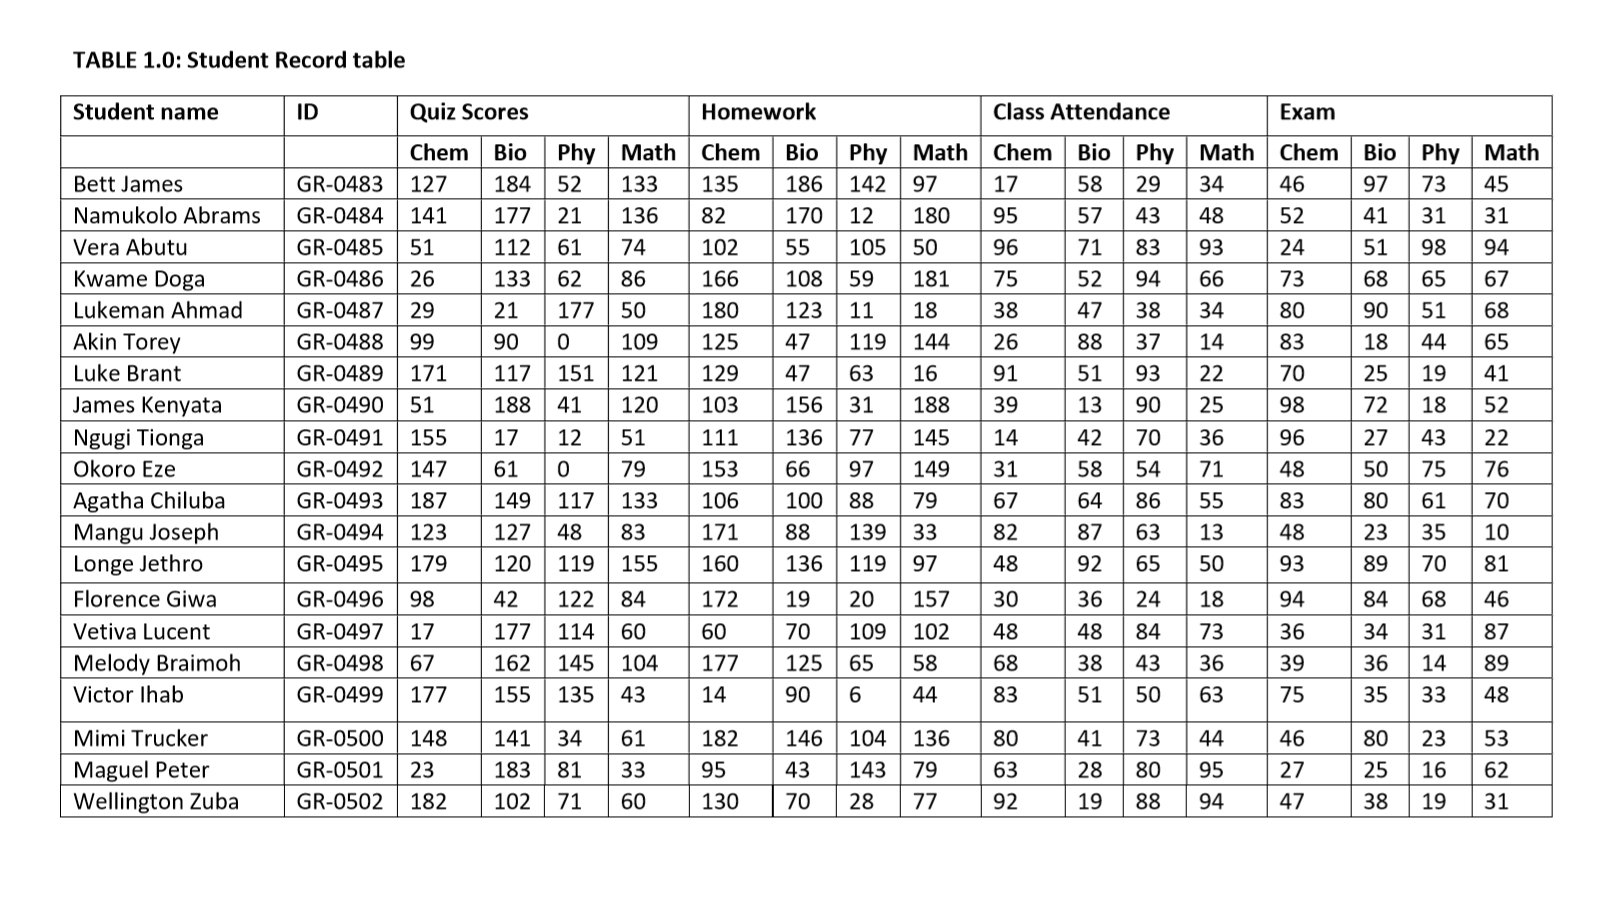 TABLE 1.0: Student Record table
Student name ID Quiz Scores Homework Class Attendance Exam
Chem Bio Phy Math Chem Bio Phy Math Chem Bio Phy Math Chem Bio Phy Math
Bett James GR-0483 127 184 52 133 135 186 142 97 17 58 29 34 46 97 73 45
Namukolo Abrams GR-0484 141 177 21 136 82 170 12 180 95 57 43 48 52 41 31 31
Vera Abutu GR-0485 51 112 61 74 102 55 105 50 96 71 83 93 24 51 98 94
Kwame Doga GR-0486 26 133 62 86 166 108 59 181 75 52 94 66 73 68 65 67
Lukeman Ahmad GR-0487 29 21 177 50 180 123 11 18 38 47 38 34 80 90 51 68
Akin Torey GR-0488 99 90 0 109 125 47 119 144 26 88 37 14 83 18 44 65
Luke Brant GR-0489 171 117 151 121 129 47 63 16 91 51 93 22 70 25 19 41
James Kenyata GR-0490 51 188 41 120 103 156 31 188 39 13 90 25 98 72 18 52
Ngugi Tionga GR-0491 155 17 12 51 111 136 77 145 14 42 70 36 96 27 43 22
Okoro Eze GR-0492 147 61 0 79 153 66 97 149 31 58 54 71 48 50 75 76
Agatha Chiluba GR-0493 187 149 117 133 106 100 88 79 67 64 86 55 83 80 61 70
Mangu Joseph GR-0494 123 127 48 83 171 88 139 33 82 87 63 13 48 23 35 10
Longe Jethro GR-0495 179 120 119 155 160 136 119 97 48 92 65 50 93 89 70 81
Florence Giwa GR-0496 98 42 122 84 172 19 20 157 30 36 24 18 94 84 68 46
Vetiva Lucent GR-0497 17 177 114 60 60 70 109 102 48 48 84 73 36 34 31 87
Melody Braimoh GR-0498 67 162 145 104 177 125 65 58 68 38 43 36 39 36 14 89
Victor Ihab GR-0499 177 155 135 43 14 90 6 44 83 51 50 63 75 35 33 48
Mimi Trucker GR-0500 148 141 34 61 182 146 104 136 80 41 73 44 46 80 23 53
Maguel Peter GR-0501 23 183 81 33 95 43 143 79 63 28 80 95 27 25 16 62
Wellington Zuba GR-0502 182 102 71 60 130 70 28 77 92 19 88 94 47 38 19 31